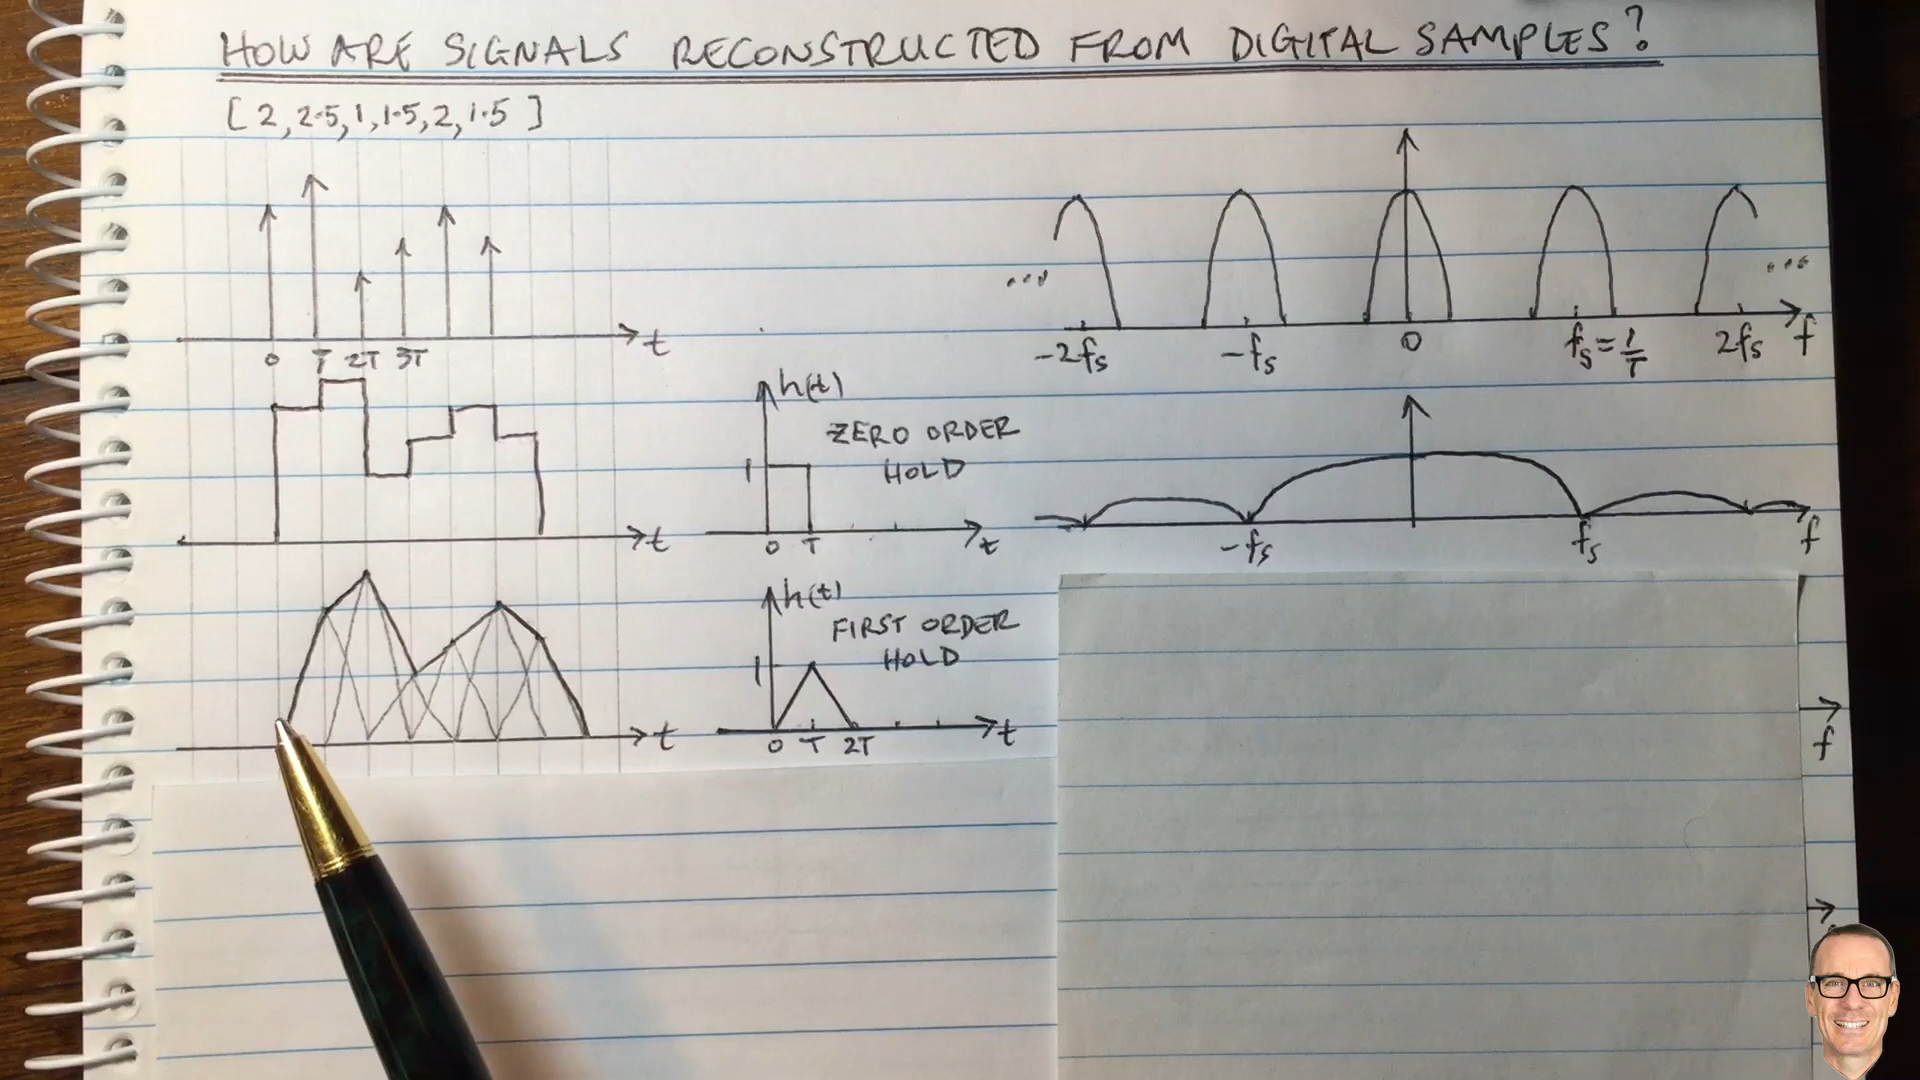 HOW ARE SIGNALS RECONSTRUCTED FROM DIGITAL SAMPLES?
[2, 2·5, 1, 1·5, 2, 1·5]
t
0 T 2T 3T
...
...
-2fs -fs 0 fs=1/T 2fs f
h(t)
ZERO ORDER
HOLD
1
t
0 T t
-fs fs f
h(t)
FIRST ORDER
HOLD
1
t
0 T 2T t
f